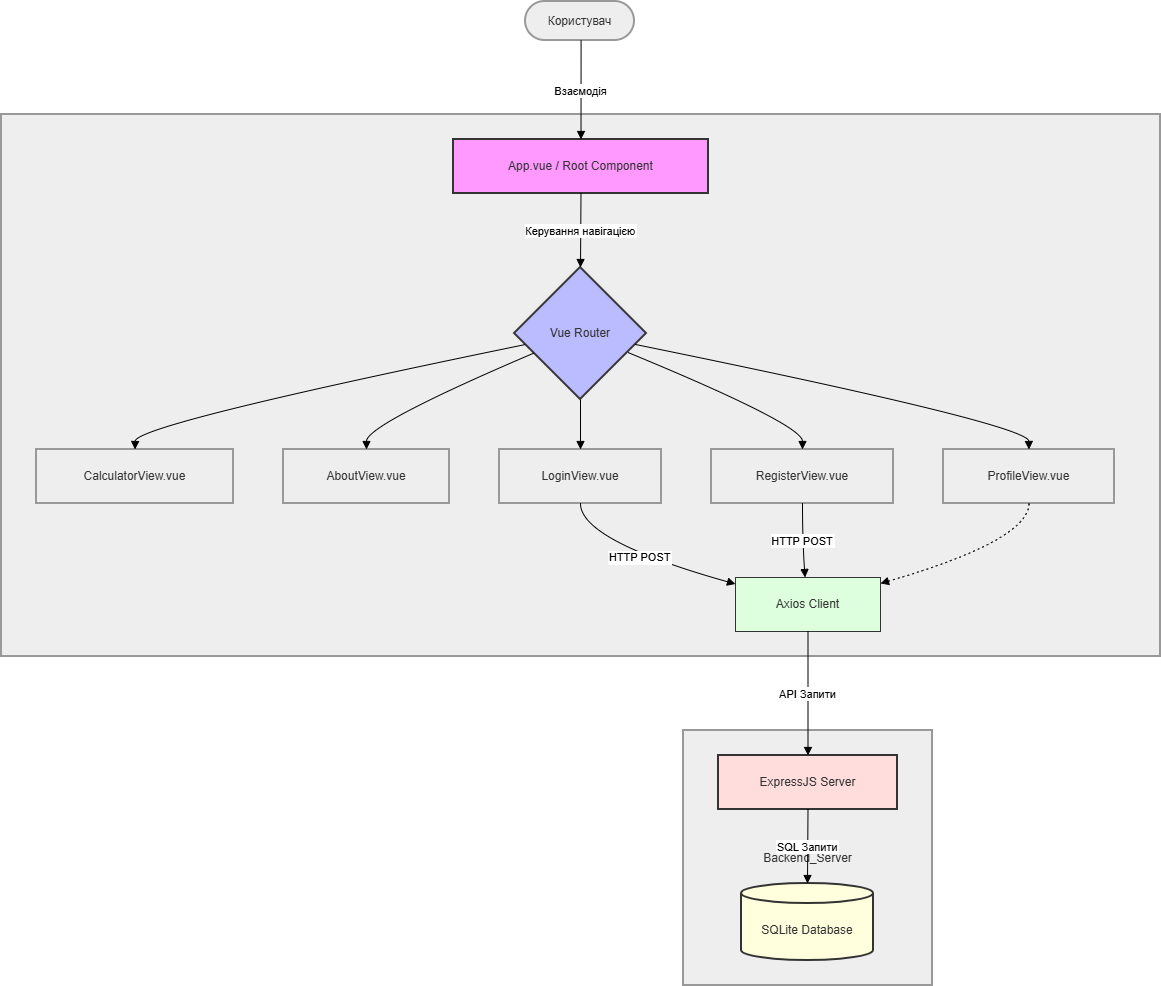 Користувач
Взаємодія
App.vue / Root Component
Керування навігацією
Vue Router
CalculatorView.vue
AboutView.vue
LoginView.vue
RegisterView.vue
ProfileView.vue
HTTP POST
HTTP POST
Axios Client
API Запити
ExpressJS Server
SQL Запити
Backend_Server
SQLite Database